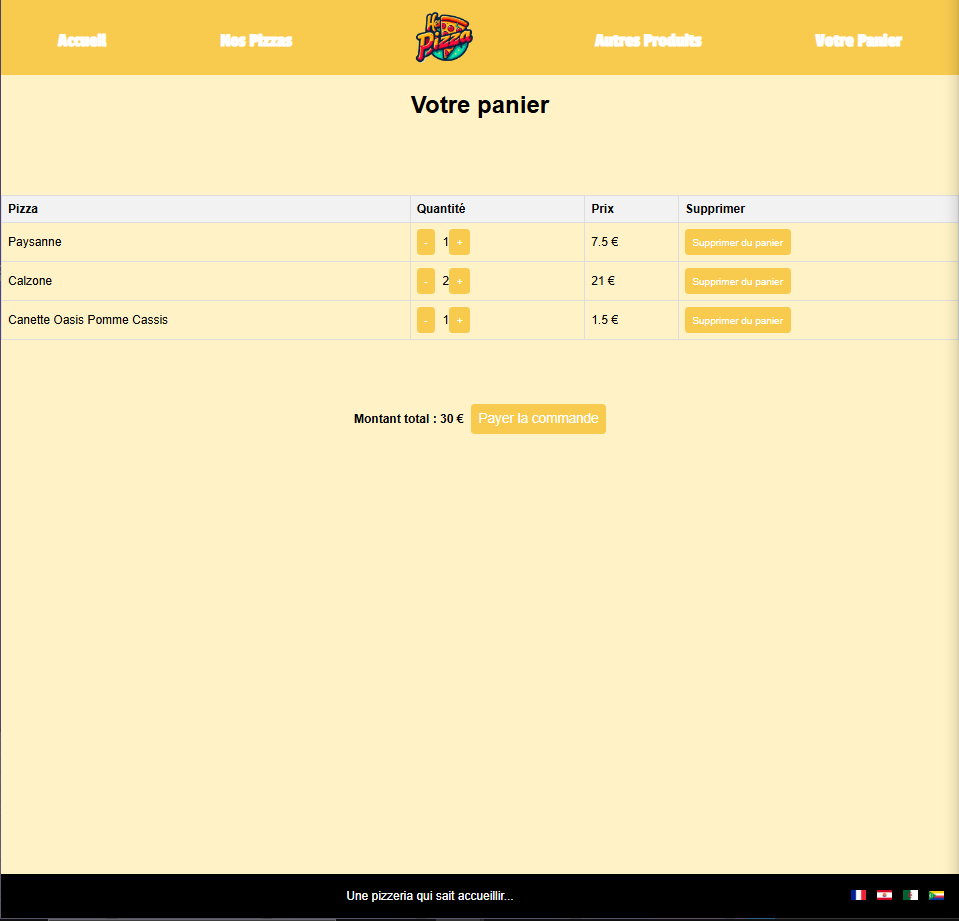 Accueil Nos Pizzas Hot Pizza Autres Produits Votre Panier
Votre panier
Pizza Quantité Prix Supprimer
Paysanne - 1 + 7.5 € Supprimer du panier
Calzone - 2 + 21 € Supprimer du panier
Canette Oasis Pomme Cassis - 1 + 1.5 € Supprimer du panier
Montant total : 30 € Payer la commande
Une pizzeria qui sait accueillir...